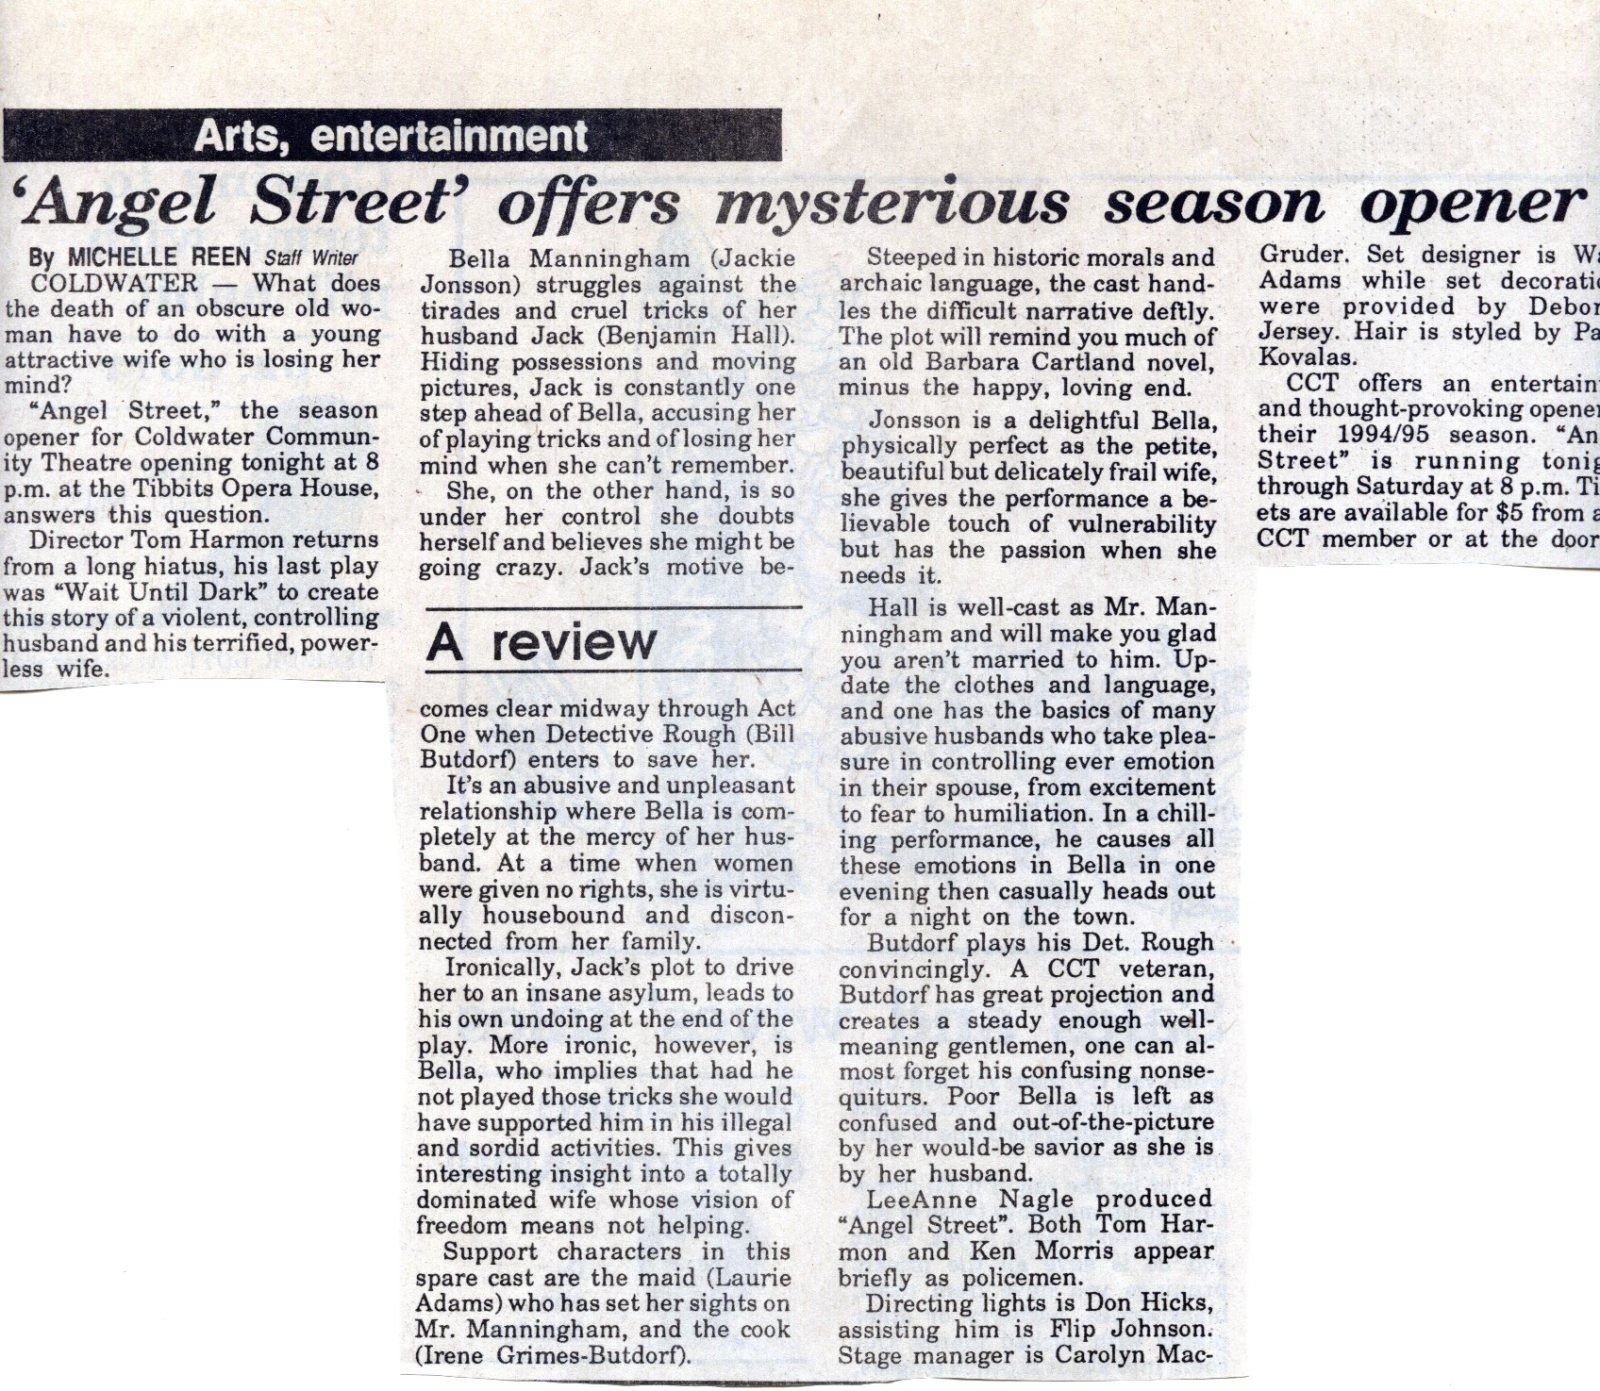 Arts, entertainment
‘Angel Street’ offers mysterious season opener
By MICHELLE REEN Staff Writer
COLDWATER — What does
the death of an obscure old wo-
man have to do with a young
attractive wife who is losing her
mind?
“Angel Street,” the season
opener for Coldwater Commun-
ity Theatre opening tonight at 8
p.m. at the Tibbits Opera House,
answers this question.
Director Tom Harmon returns
from a long hiatus, his last play
was “Wait Until Dark” to create
this story of a violent, controlling
husband and his terrified, power-
less wife.
Bella Manningham (Jackie
Jonsson) struggles against the
tirades and cruel tricks of her
husband Jack (Benjamin Hall).
Hiding possessions and moving
pictures, Jack is constantly one
step ahead of Bella, accusing her
of playing tricks and of losing her
mind when she can’t remember.
She, on the other hand, is so
under her control she doubts
herself and believes she might be
going crazy. Jack’s motive be-
A review
comes clear midway through Act
One when Detective Rough (Bill
Butdorf) enters to save her.
It’s an abusive and unpleasant
relationship where Bella is com-
pletely at the mercy of her hus-
band. At a time when women
were given no rights, she is virtu-
ally housebound and discon-
nected from her family.
Ironically, Jack’s plot to drive
her to an insane asylum, leads to
his own undoing at the end of the
play. More ironic, however, is
Bella, who implies that had he
not played those tricks she would
have supported him in his illegal
and sordid activities. This gives
interesting insight into a totally
dominated wife whose vision of
freedom means not helping.
Support characters in this
spare cast are the maid (Laurie
Adams) who has set her sights on
Mr. Manningham, and the cook
(Irene Grimes-Butdorf).
Steeped in historic morals and
archaic language, the cast hand-
les the difficult narrative deftly.
The plot will remind you much of
an old Barbara Cartland novel,
minus the happy, loving end.
Jonsson is a delightful Bella,
physically perfect as the petite,
beautiful but delicately frail wife,
she gives the performance a be-
lievable touch of vulnerability
but has the passion when she
needs it.
Hall is well-cast as Mr. Man-
ningham and will make you glad
you aren’t married to him. Up-
date the clothes and language,
and one has the basics of many
abusive husbands who take plea-
sure in controlling ever emotion
in their spouse, from excitement
to fear to humiliation. In a chill-
ing performance, he causes all
these emotions in Bella in one
evening then casually heads out
for a night on the town.
Butdorf plays his Det. Rough
convincingly. A CCT veteran,
Butdorf has great projection and
creates a steady enough well-
meaning gentlemen, one can al-
most forget his confusing nonse-
quiturs. Poor Bella is left as
confused and out-of-the-picture
by her would-be savior as she is
by her husband.
LeeAnne Nagle produced
“Angel Street”. Both Tom Har-
mon and Ken Morris appear
briefly as policemen.
Directing lights is Don Hicks,
assisting him is Flip Johnson.
Stage manager is Carolyn Mac-
Gruder. Set designer is
Adams while set
were provided by
Jersey. Hair is styled by
Kovalas.
CCT offers an
and thought-provoking
their 1994/95 season.
Street” is running
through Saturday at 8 p.m.
ets are available for $5 from
CCT member or at the door